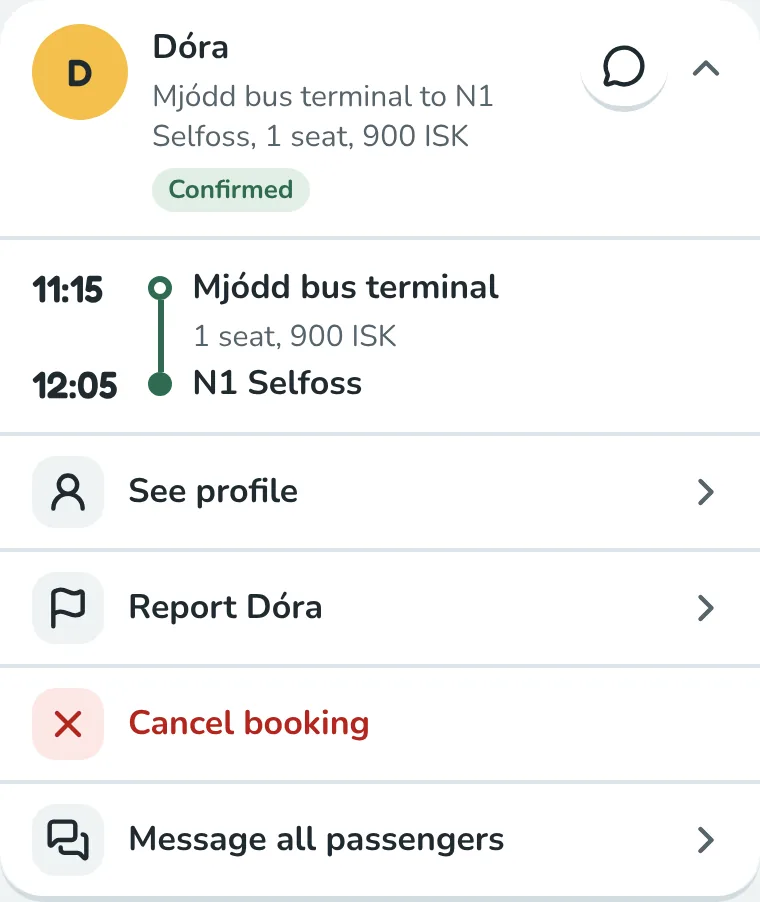 D
Dóra
Mjódd bus terminal to N1
Selfoss, 1 seat, 900 ISK
Confirmed
11:15 Mjódd bus terminal
1 seat, 900 ISK
12:05 N1 Selfoss
See profile
Report Dóra
Cancel booking
Message all passengers